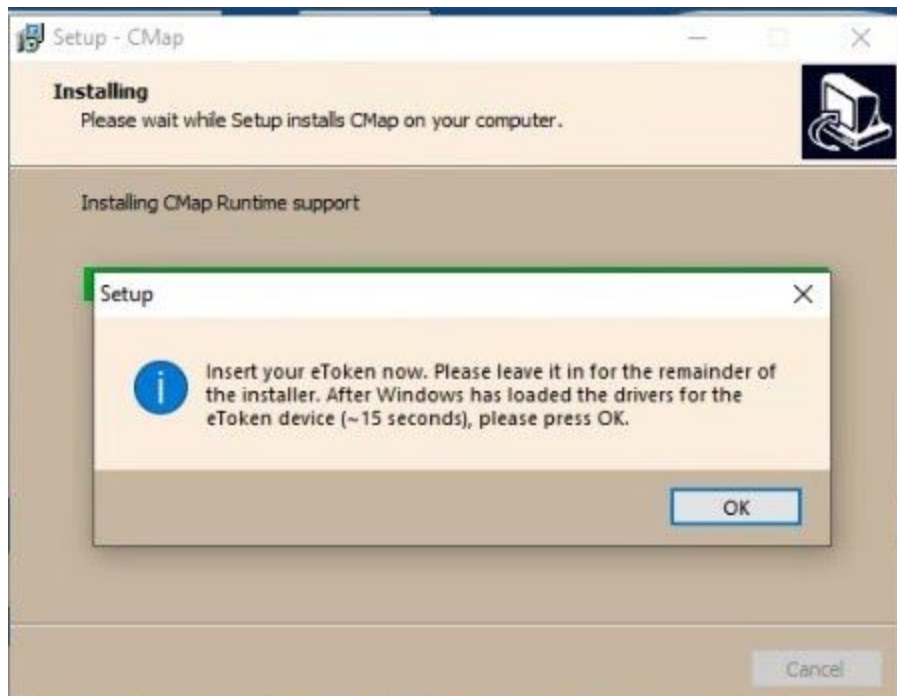 Setup - CMap
Installing
Please wait while Setup installs CMap on your computer.
Installing CMap Runtime support
Setup
Insert your eToken now. Please leave it in for the remainder of
the installer. After Windows has loaded the drivers for the
eToken device (~15 seconds), please press OK.
OK
Cancel